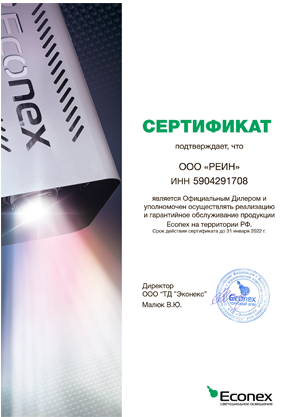 Econex
СЕРТИФИКАТ
подтверждает, что
ООО «РЕИН»
ИНН 5904291708
является Официальным Дилером и
уполномочен осуществлять реализацию
и гарантийное обслуживание продукции
Econex на территории РФ.
Срок действия сертификата до 31 января 2022 г.
Директор
ООО "ТД "Эконекс"
Малюк В.Ю.
Econex
Econex
светодиодное освещение